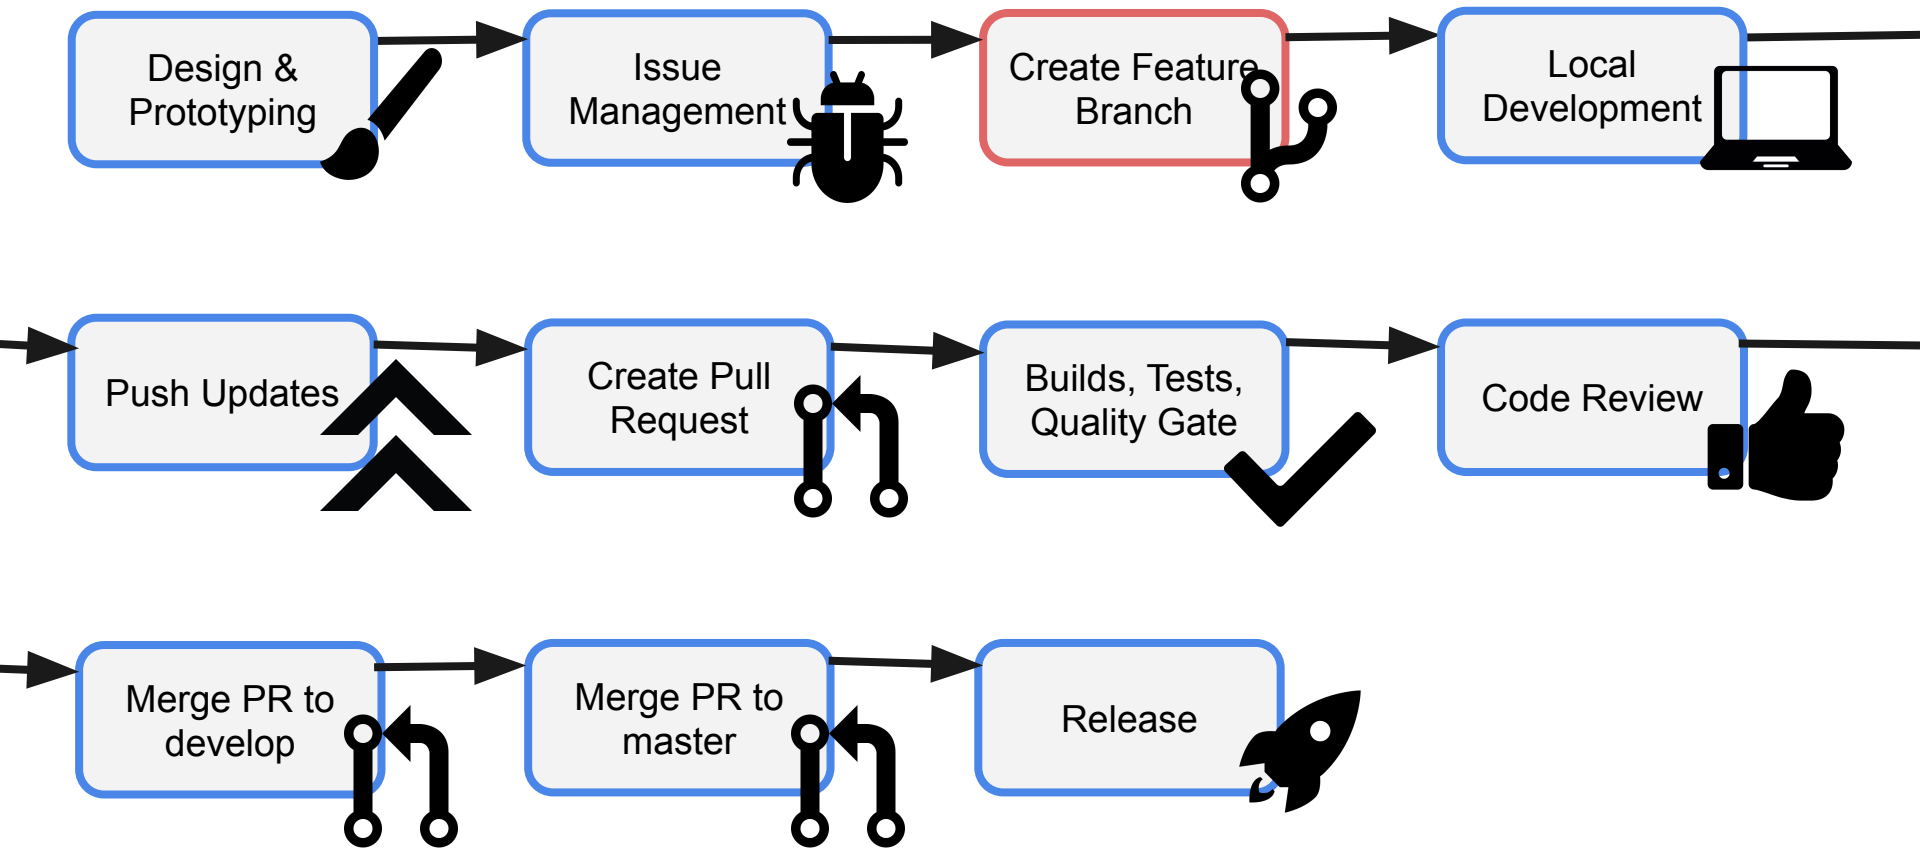 Design &
Prototyping
Issue
Management
Create Feature
Branch
Local
Development
Push Updates
Create Pull
Request
Builds, Tests,
Quality Gate
Code Review
Merge PR to
develop
Merge PR to
master
Release